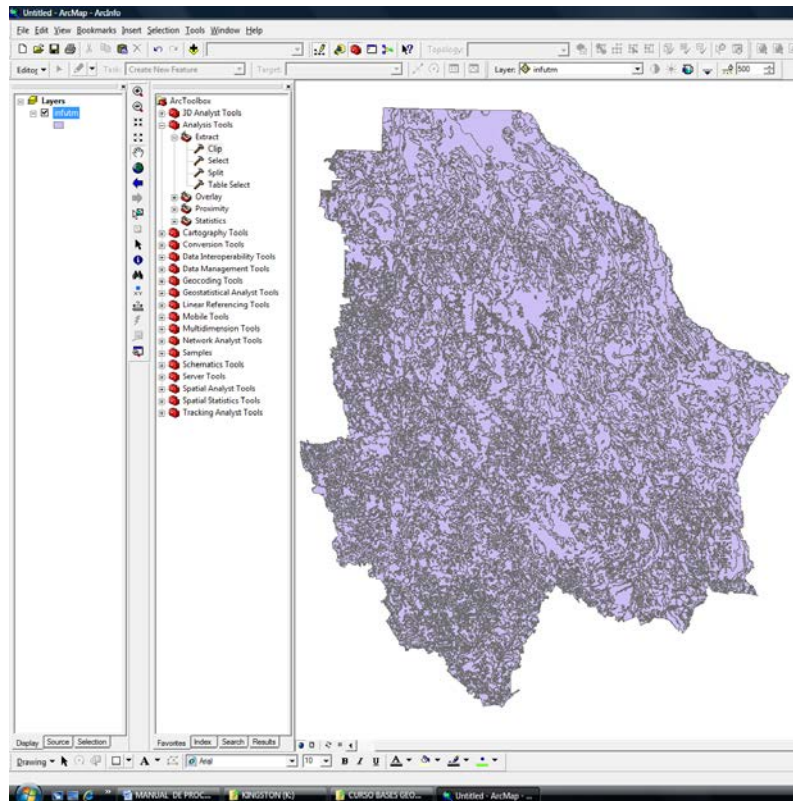 Untitled - ArcMap - ArcInfo
File Edit View Bookmarks Insert Selection Tools Window Help
Topology:
Editor Task: Create New Feature Target: Layer: infutm 500
Layers
infutm
ArcToolbox
3D Analyst Tools
Analysis Tools
Extract
Clip
Select
Split
Table Select
Overlay
Proximity
Statistics
Cartography Tools
Conversion Tools
Data Interoperability Tools
Data Management Tools
Geocoding Tools
Geostatistical Analyst Tools
Linear Referencing Tools
Mobile Tools
Multidimension Tools
Network Analyst Tools
Samples
Schematics Tools
Server Tools
Spatial Analyst Tools
Spatial Statistics Tools
Tracking Analyst Tools
Display Source Selection
Favorites Index Search Results
Drawing A Arial 10 B I U A
MANUAL DE PROC... KINGSTON (K:) CURSO BASES GEO... Untitled - ArcMap - ...